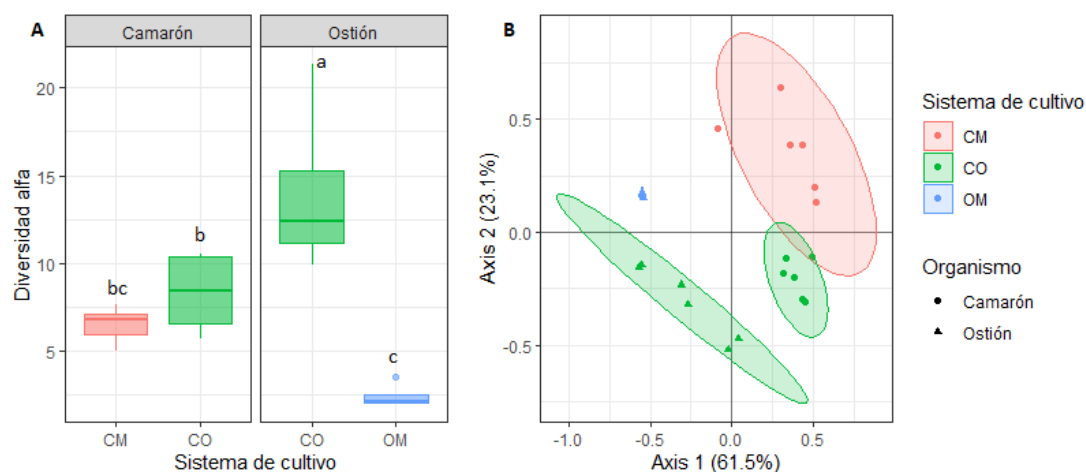 A
Camarón
Ostión
Diversidad alfa
20
15
10
5
bc
b
a
c
CM
CO
CO
OM
Sistema de cultivo
B
Axis 2 (23.1%)
0.5
0.0
-0.5
-1.0
-0.5
0.0
0.5
Axis 1 (61.5%)
Sistema de cultivo
CM
CO
OM
Organismo
Camarón
Ostión